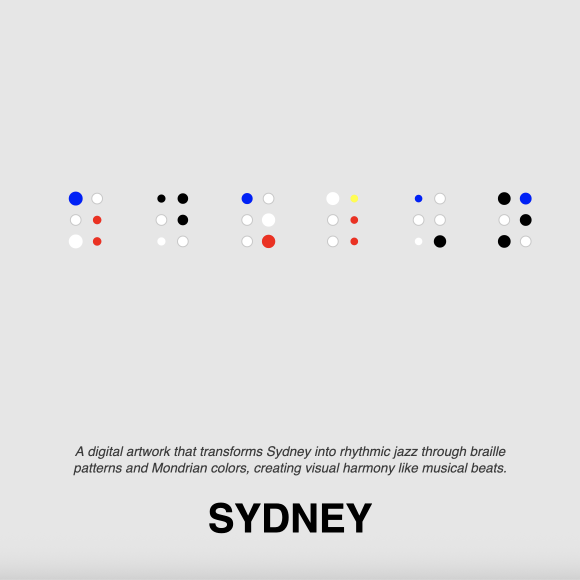 A digital artwork that transforms Sydney into rhythmic jazz through braille
patterns and Mondrian colors, creating visual harmony like musical beats.
SYDNEY